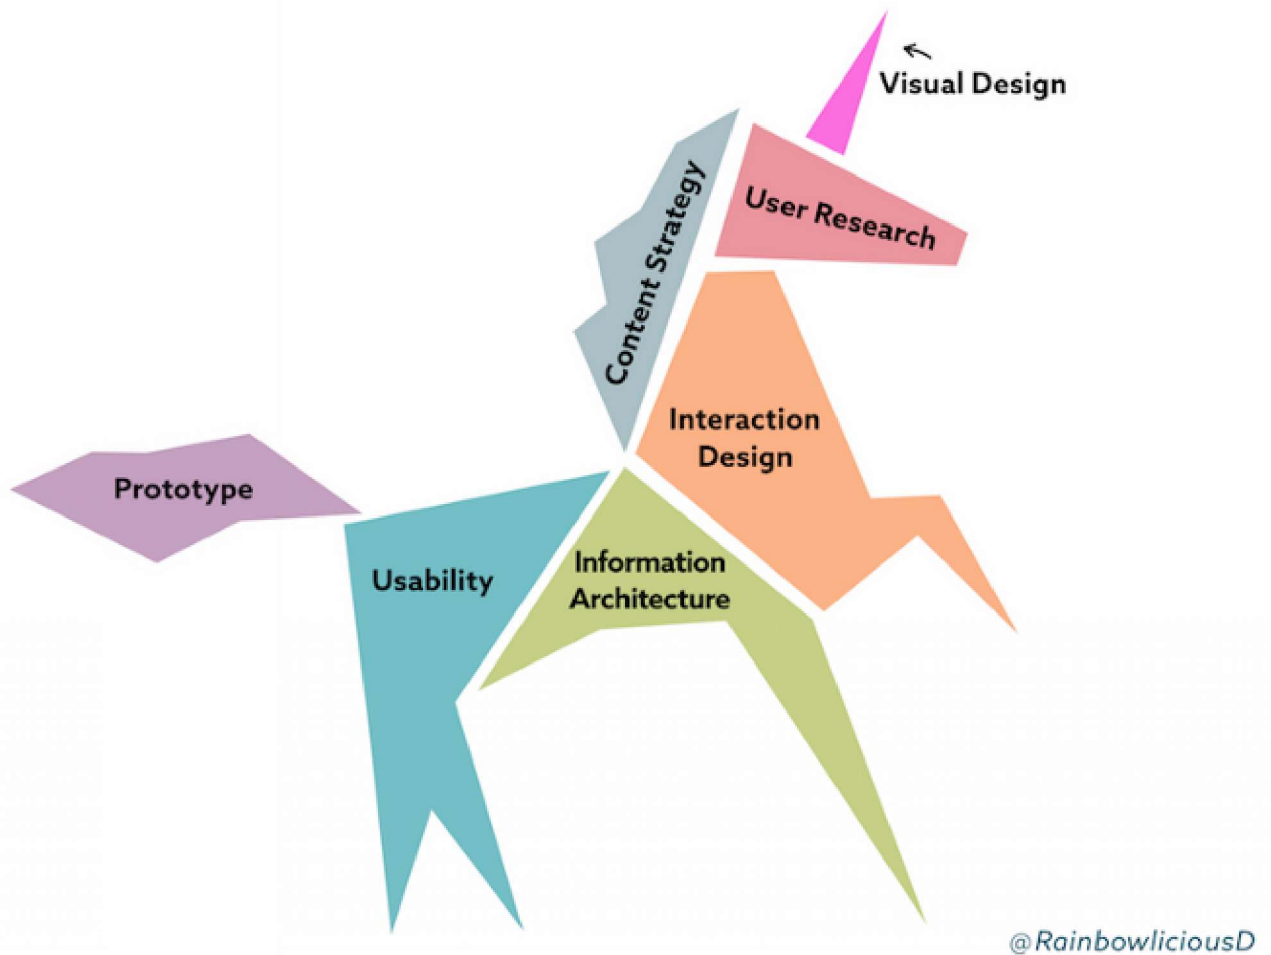 Visual Design
User Research
Content Strategy
Interaction
Design
Prototype
Usability
Information
Architecture
@RainbowliciousD